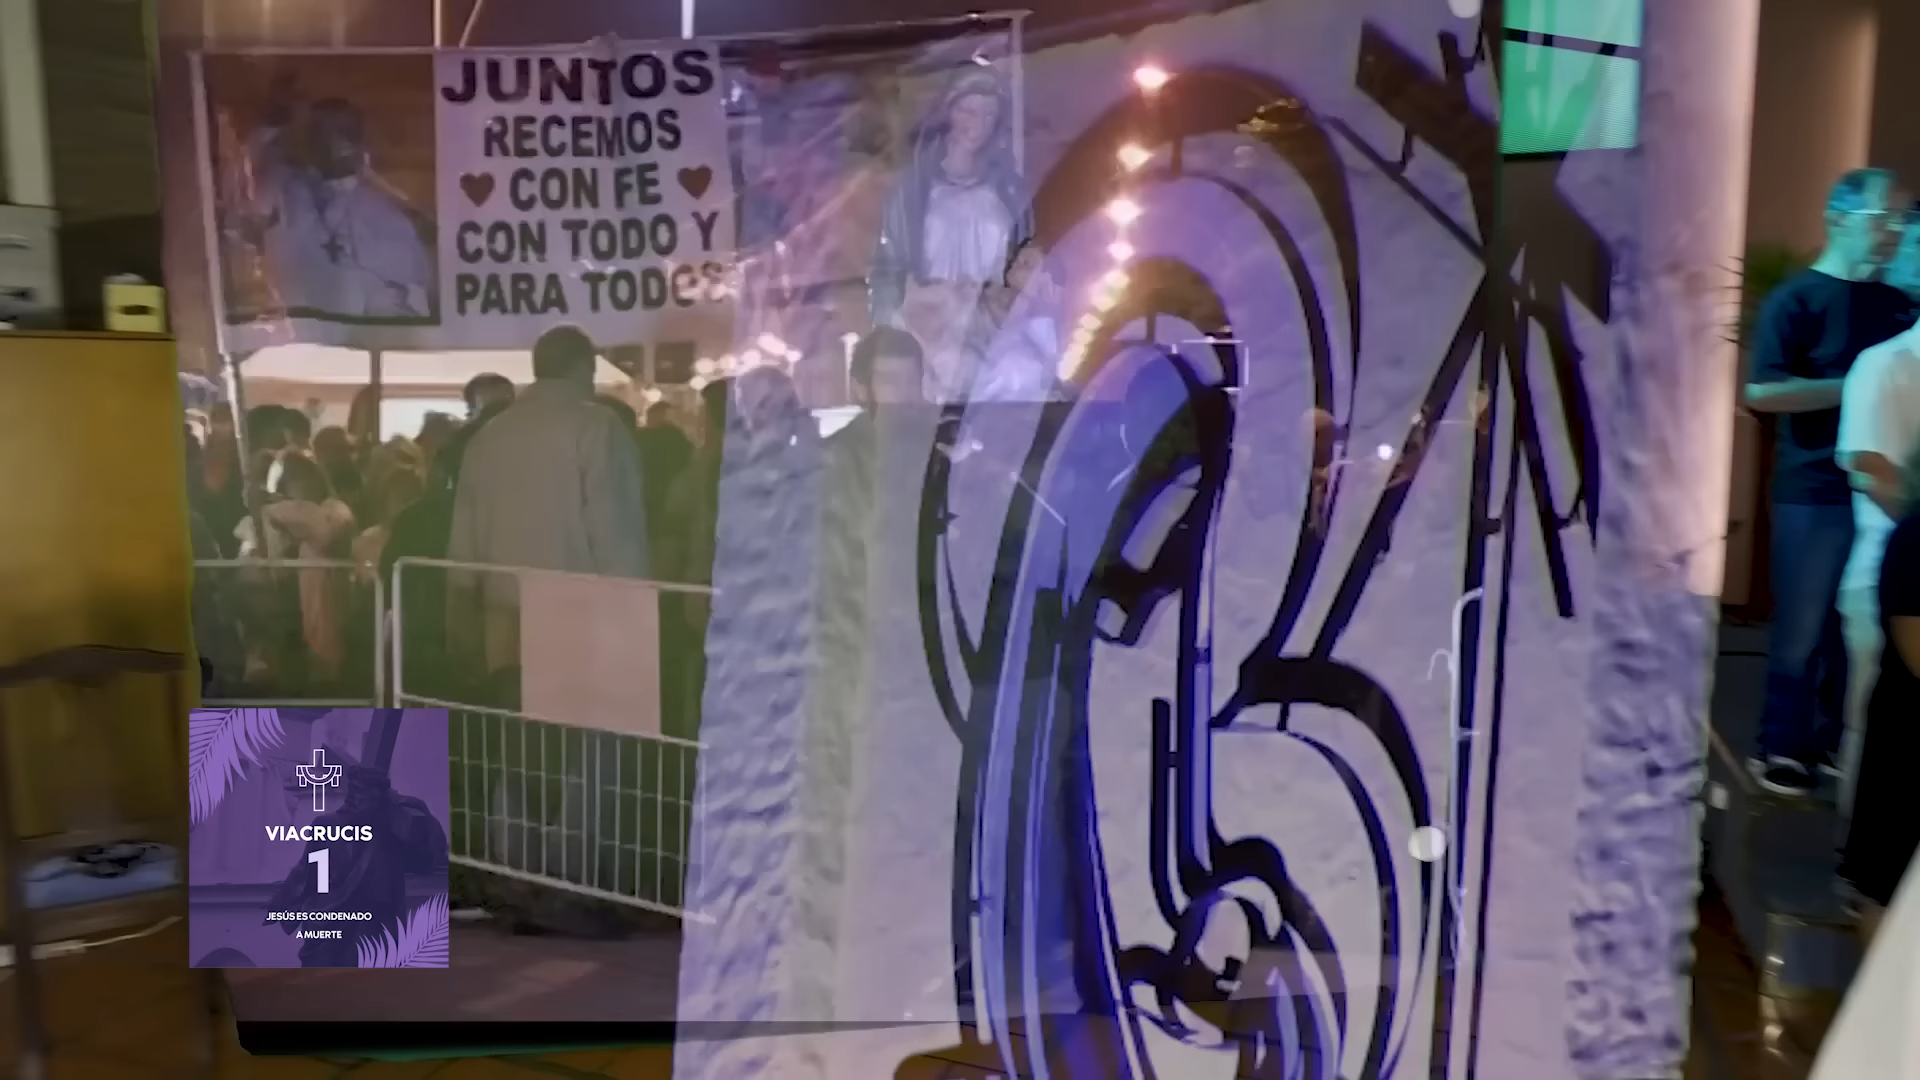 JUNTOS
RECEMOS
CON FE
CON TODO Y
PARA TODOS
VIACRUCIS
1
JESÚS ES CONDENADO
A MUERTE